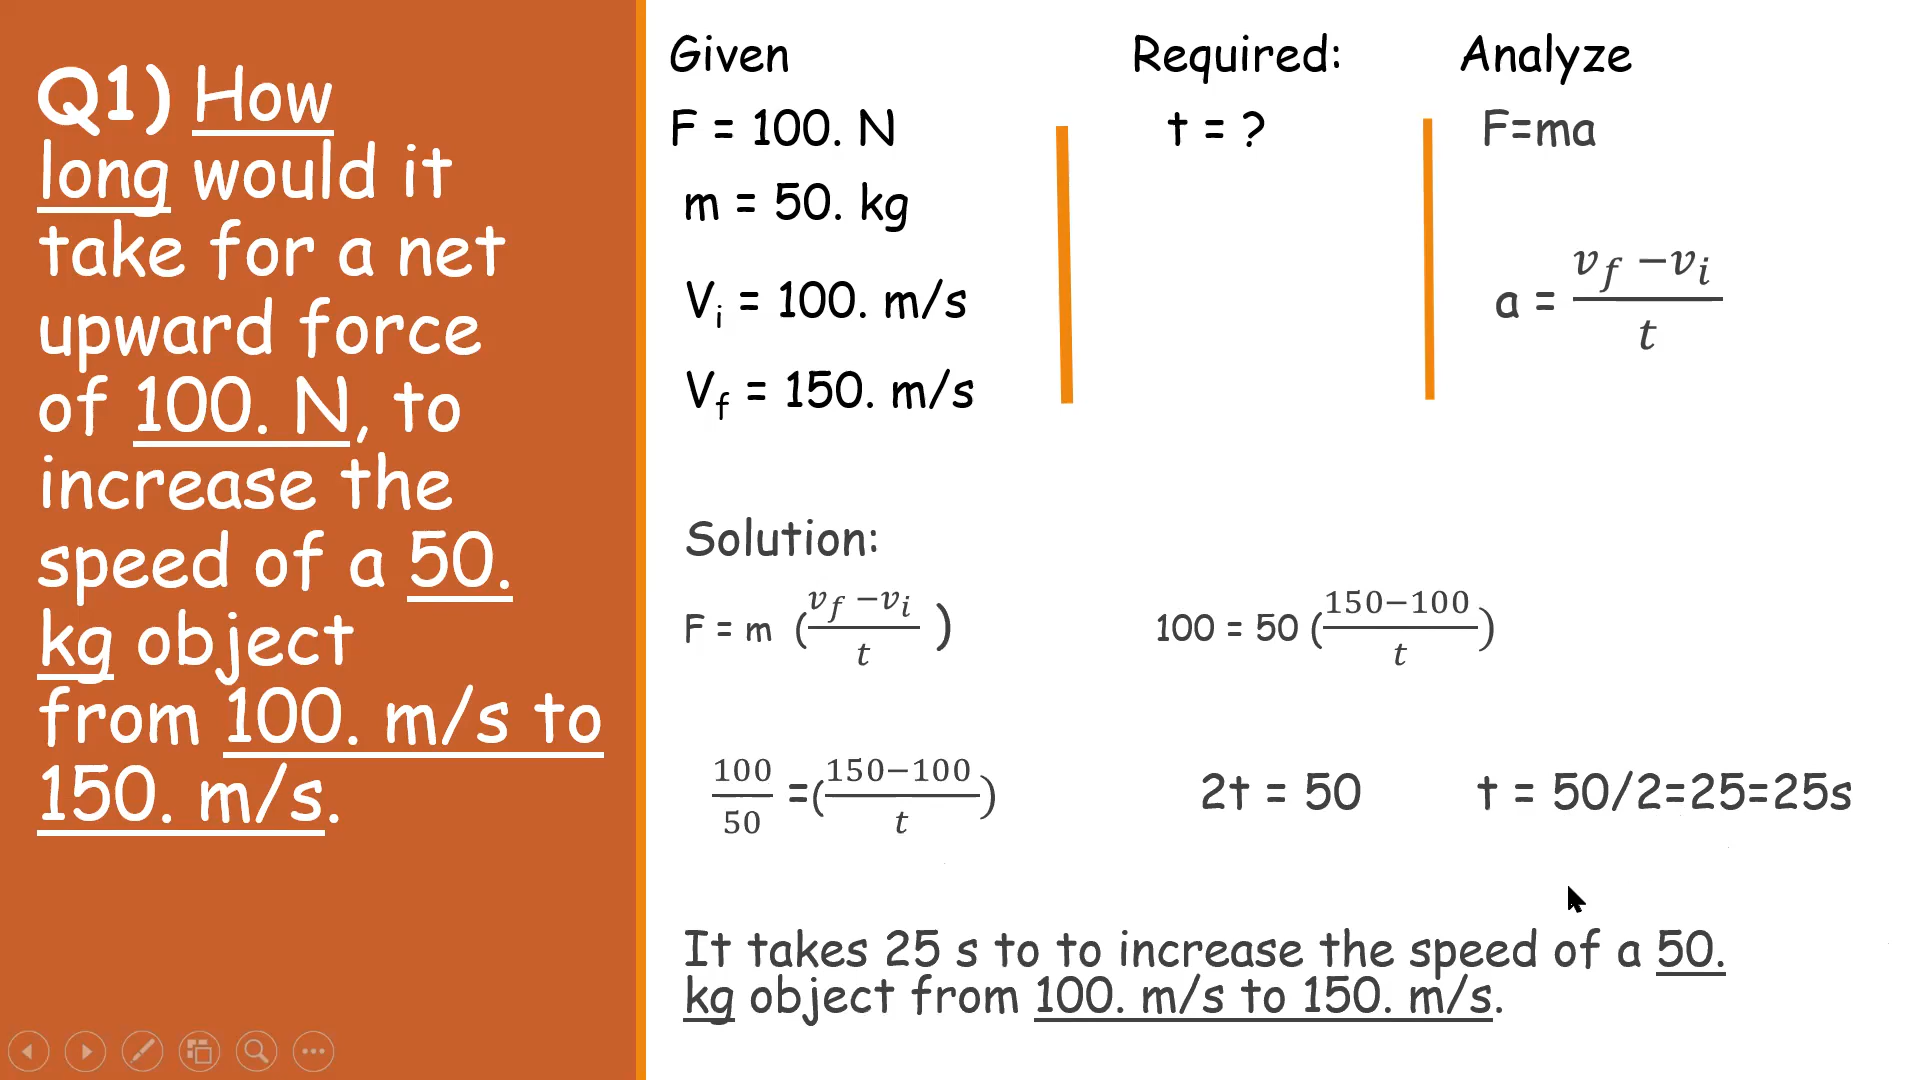 Q1) How
long would it
take for a net
upward force
of 100. N, to
increase the
speed of a 50.
kg object
from 100. m/s to
150. m/s.
Given
F = 100. N
m = 50. kg
Vi = 100. m/s
Vf = 150. m/s
Required:
t = ?
Analyze
F=ma
a = (vf −vi)/t
Solution:
F = m ((vf −vi)/t )
100 = 50 ((150−100)/t)
100/50 =((150−100)/t)
2t = 50
t = 50/2=25=25s
It takes 25 s to to increase the speed of a 50.
kg object from 100. m/s to 150. m/s.